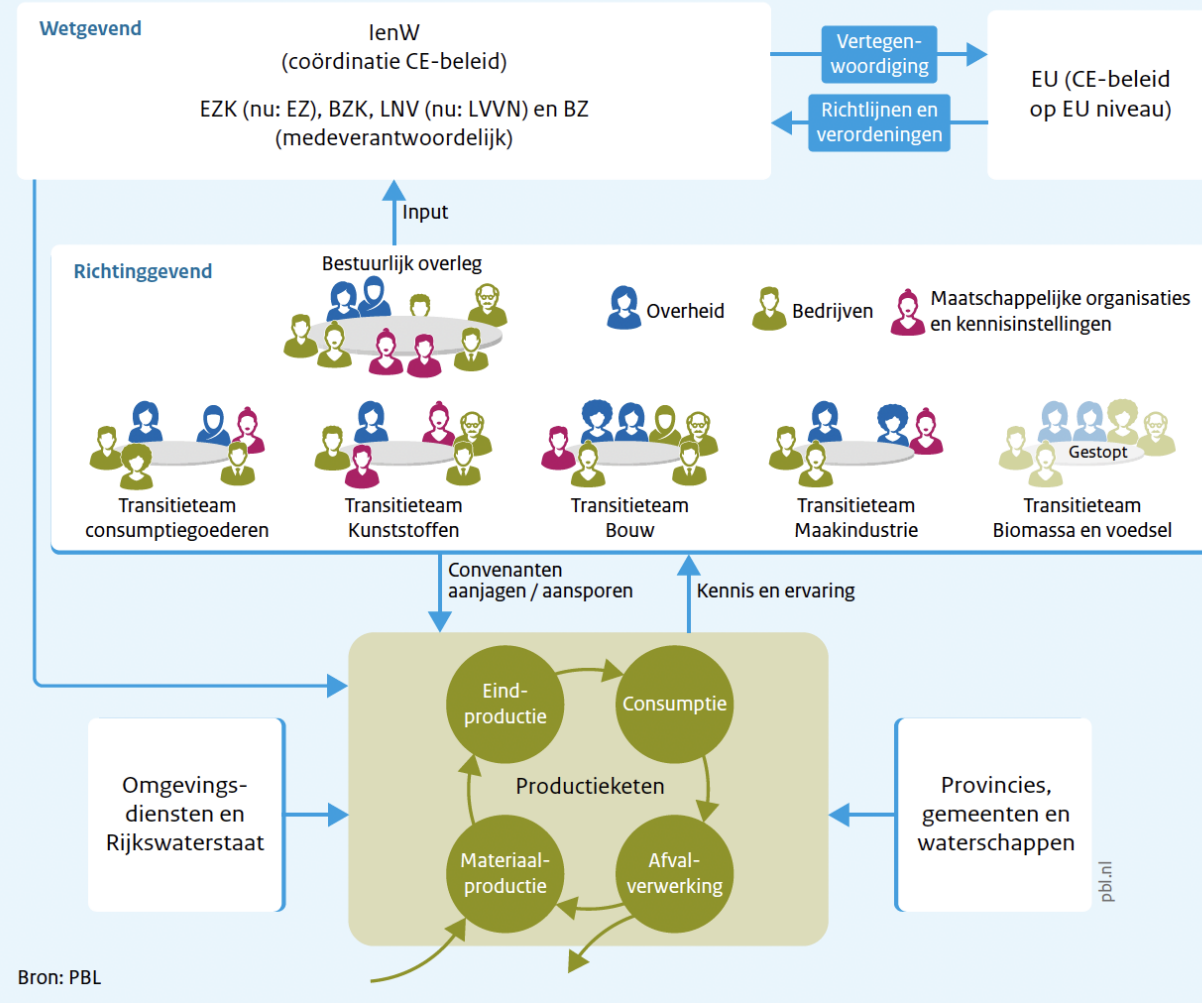 Wetgevend
IenW
(coördinatie CE-beleid)
EZK (nu: EZ), BZK, LNV (nu: LVVN) en BZ
(medeverantwoordelijk)
Vertegen-
woordiging
Richtlijnen en
verordeningen
EU (CE-beleid
op EU niveau)
Input
Richtinggevend
Bestuurlijk overleg
Overheid
Bedrijven
Maatschappelijke organisaties
en kennisinstellingen
Transitieteam
consumptiegoederen
Transitieteam
Kunststoffen
Transitieteam
Bouw
Transitieteam
Maakindustrie
Gestopt
Transitieteam
Biomassa en voedsel
Convenanten
aanjagen / aansporen
Kennis en ervaring
Eind-
productie
Consumptie
Productieketen
Materiaal-
productie
Afval-
verwerking
Omgevings-
diensten en
Rijkswaterstaat
Provincies,
gemeenten en
waterschappen
pbl.nl
Bron: PBL